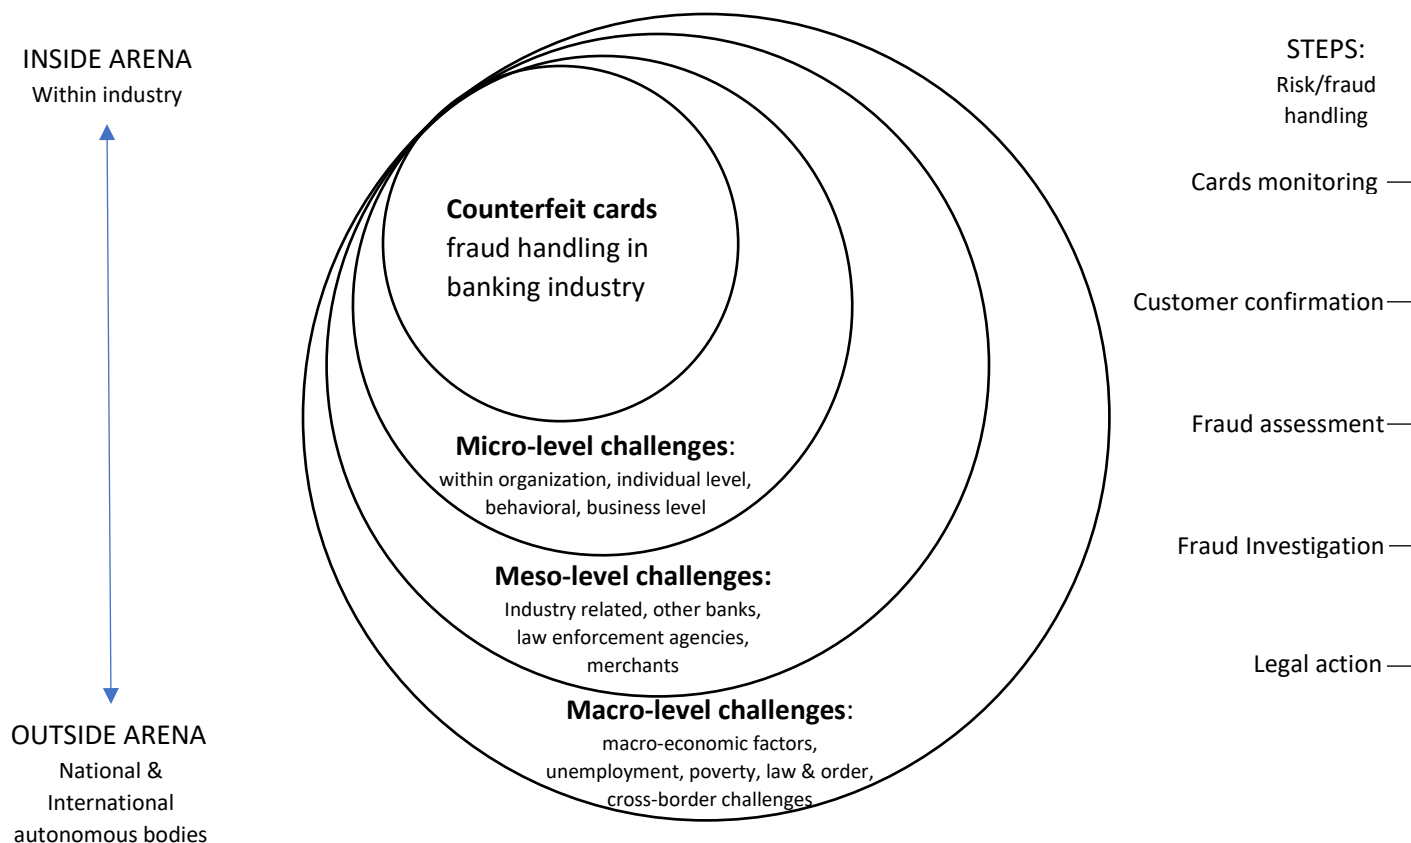 INSIDE ARENA
Within industry
OUTSIDE ARENA
National &
International
autonomous bodies
Counterfeit cards
fraud handling in
banking industry
Micro-level challenges:
within organization, individual level,
behavioral, business level
Meso-level challenges:
Industry related, other banks,
law enforcement agencies,
merchants
Macro-level challenges:
macro-economic factors,
unemployment, poverty, law & order,
cross-border challenges
STEPS:
Risk/fraud
handling
Cards monitoring
Customer confirmation
Fraud assessment
Fraud Investigation
Legal action